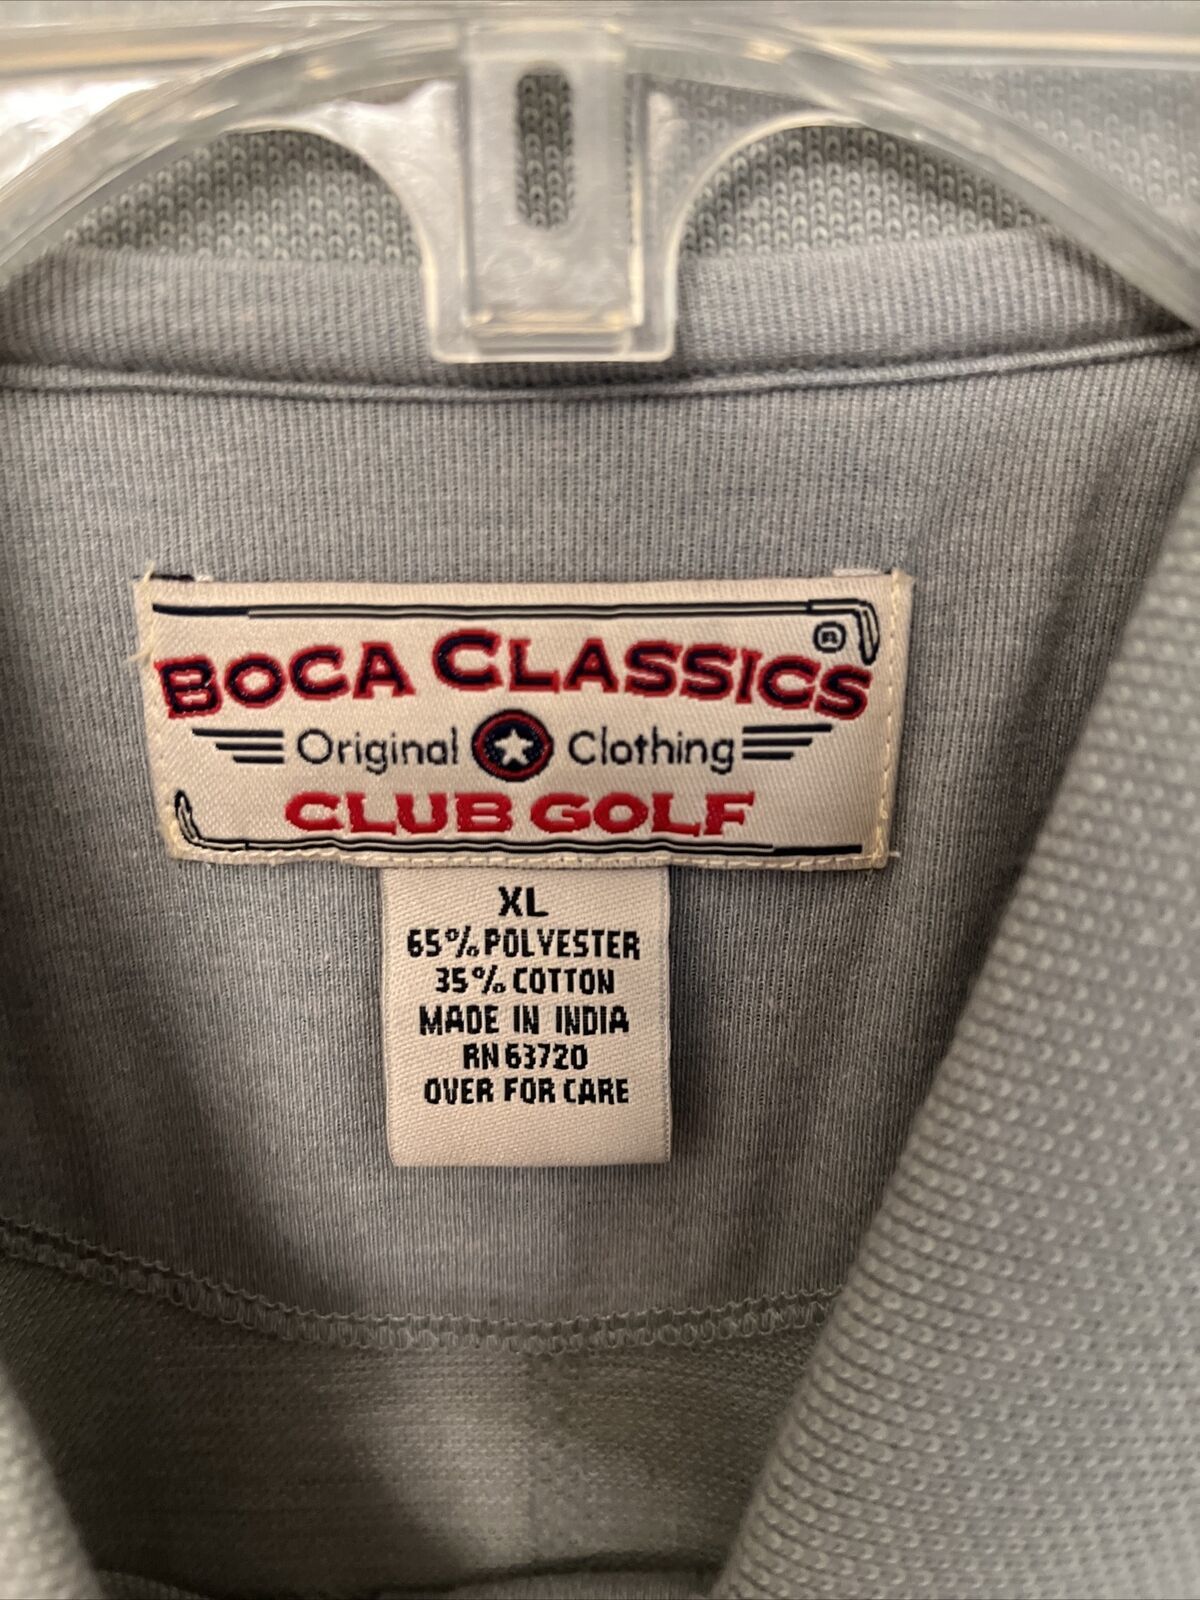 BOCA CLASSICS ®
Original Clothing
CLUB GOLF
XL
65% POLYESTER
35% COTTON
MADE IN INDIA
RN 63720
OVER FOR CARE